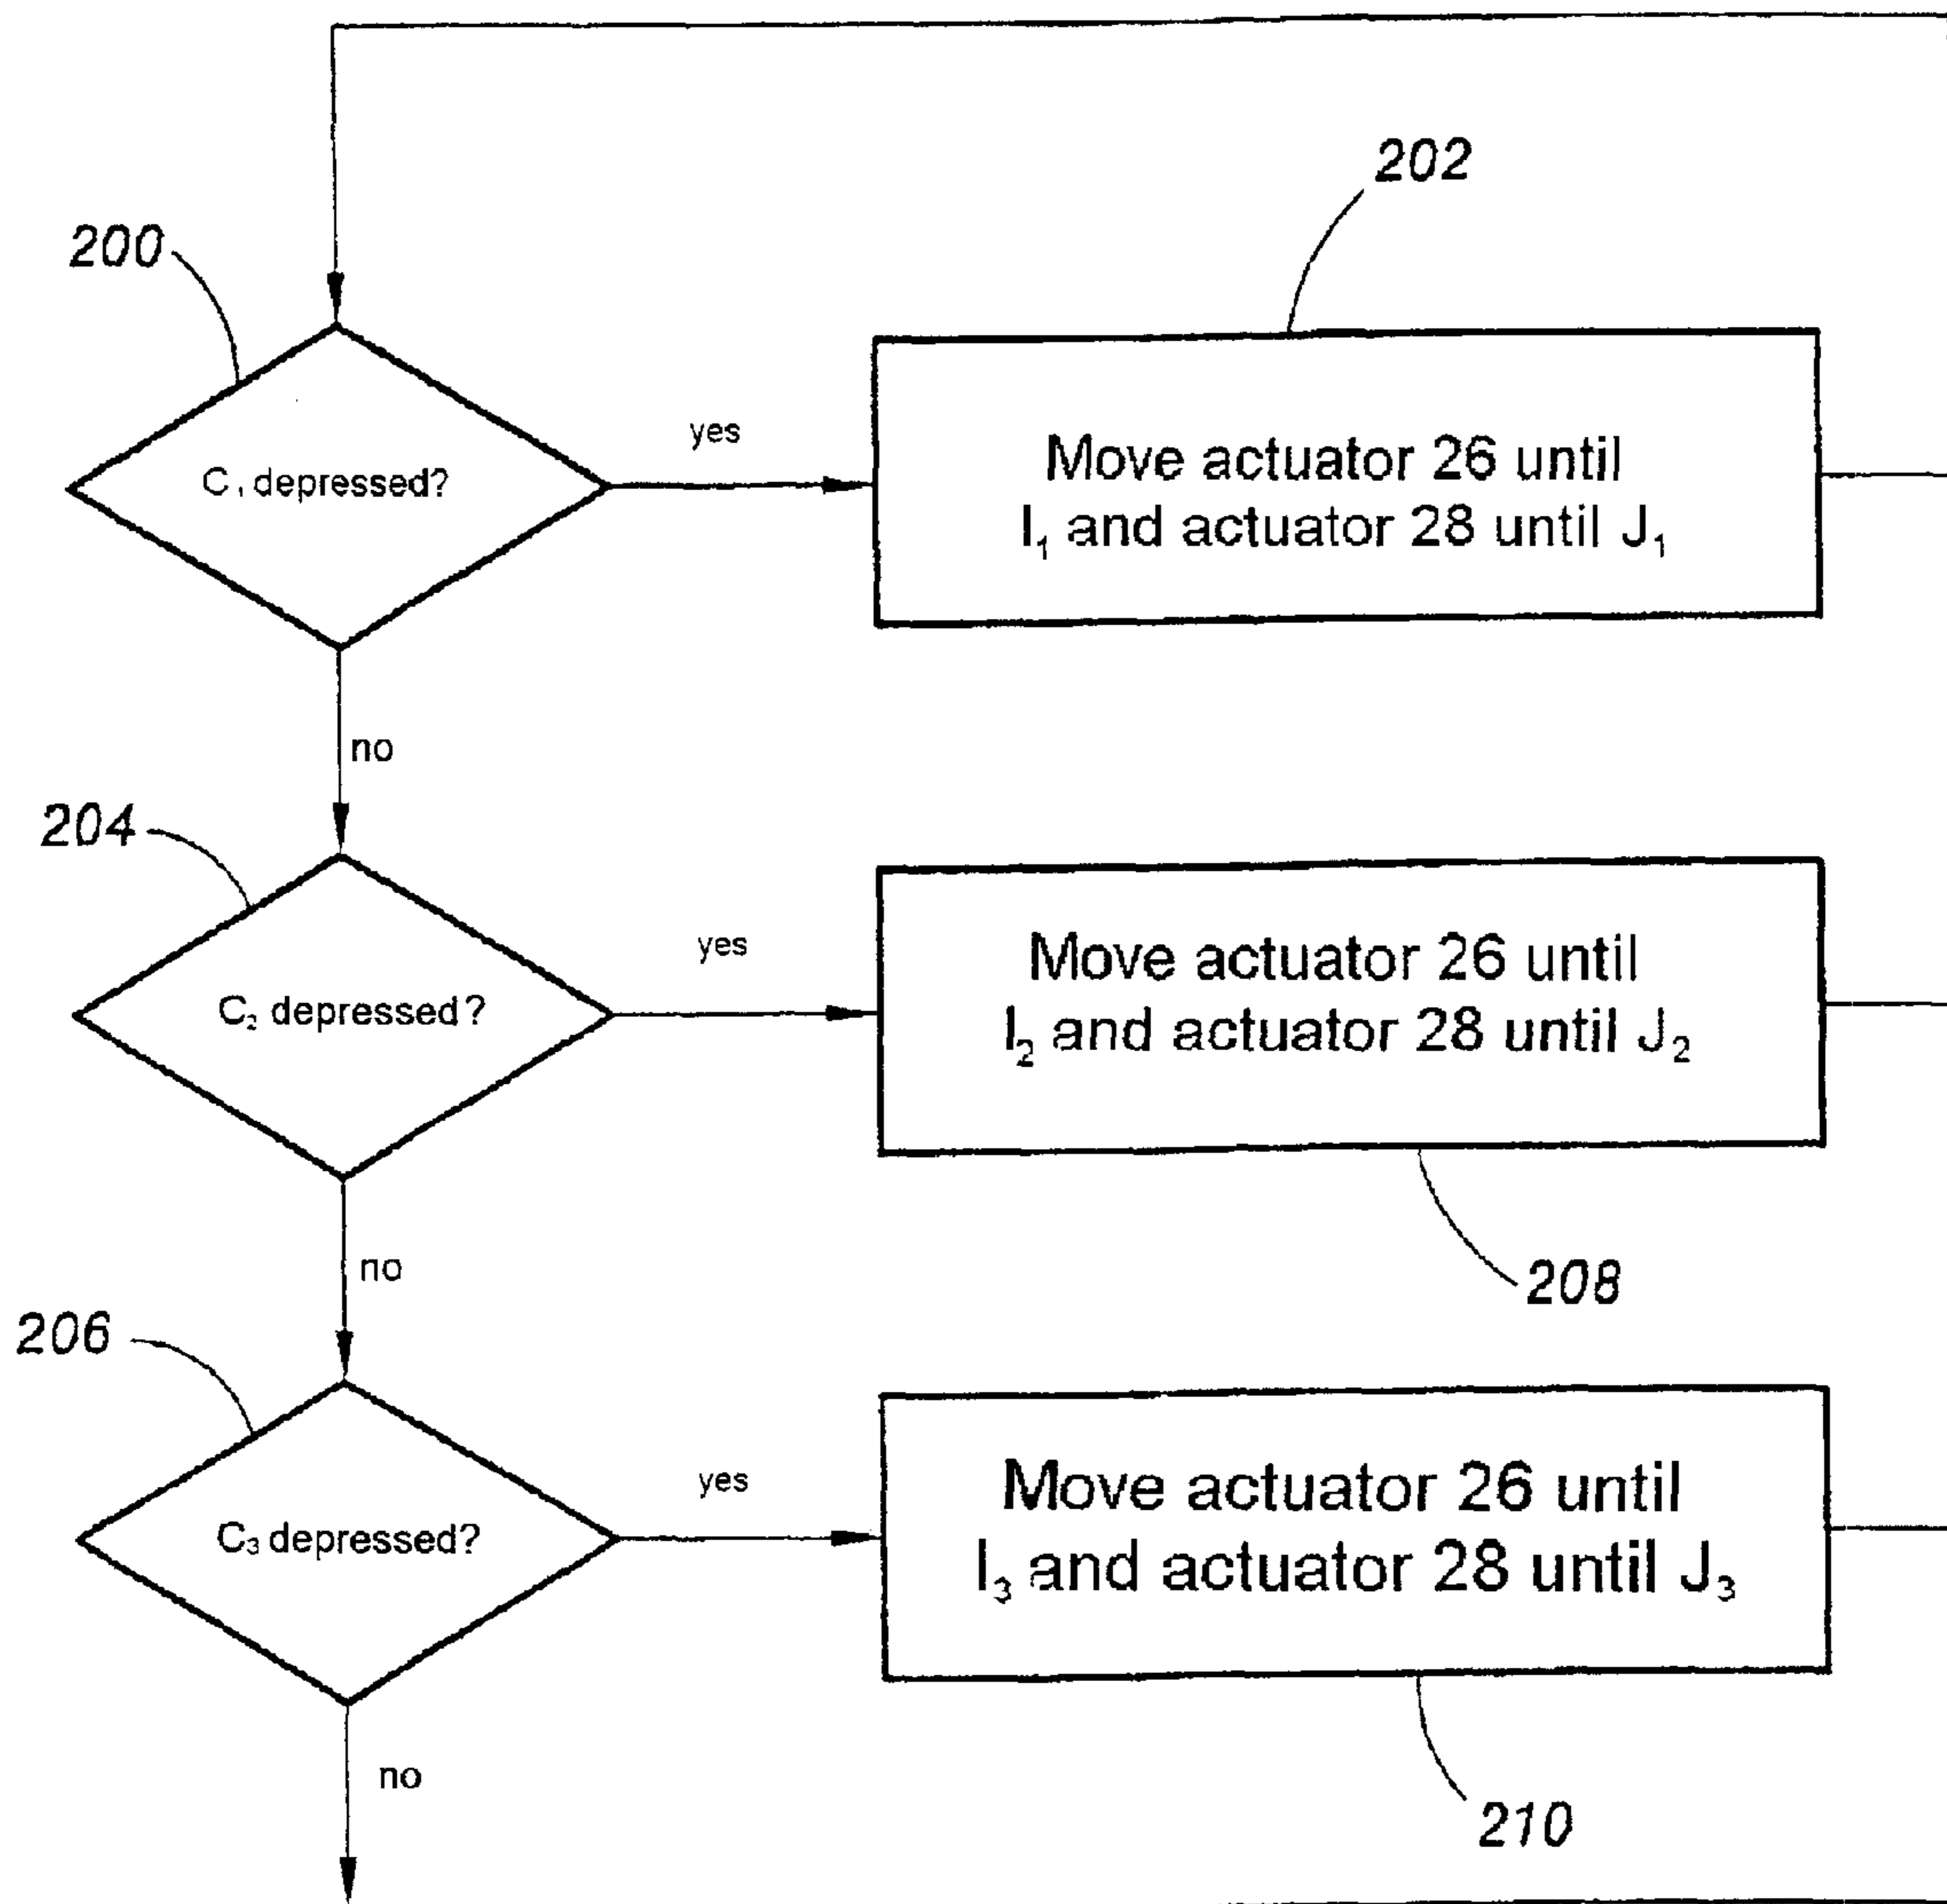 202
200
yes
C₁ depressed?
Move actuator 26 until
I₁ and actuator 28 until J₁
no
204
yes
C₂ depressed?
Move actuator 26 until
I₂ and actuator 28 until J₂
208
no
206
yes
C₃ depressed?
Move actuator 26 until
I₃ and actuator 28 until J₃
no
210